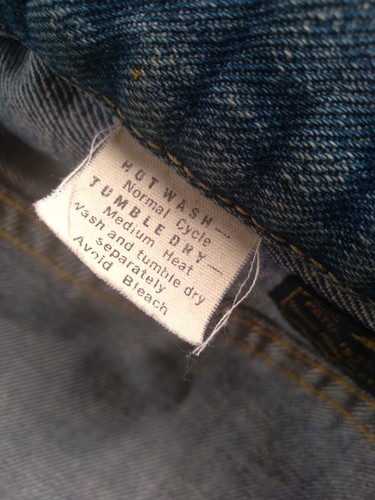 HOT WASH---
Normal Cycle
TUMBLE DRY---
Medium Heat
Wash and tumble dry
separately
Avoid Bleach